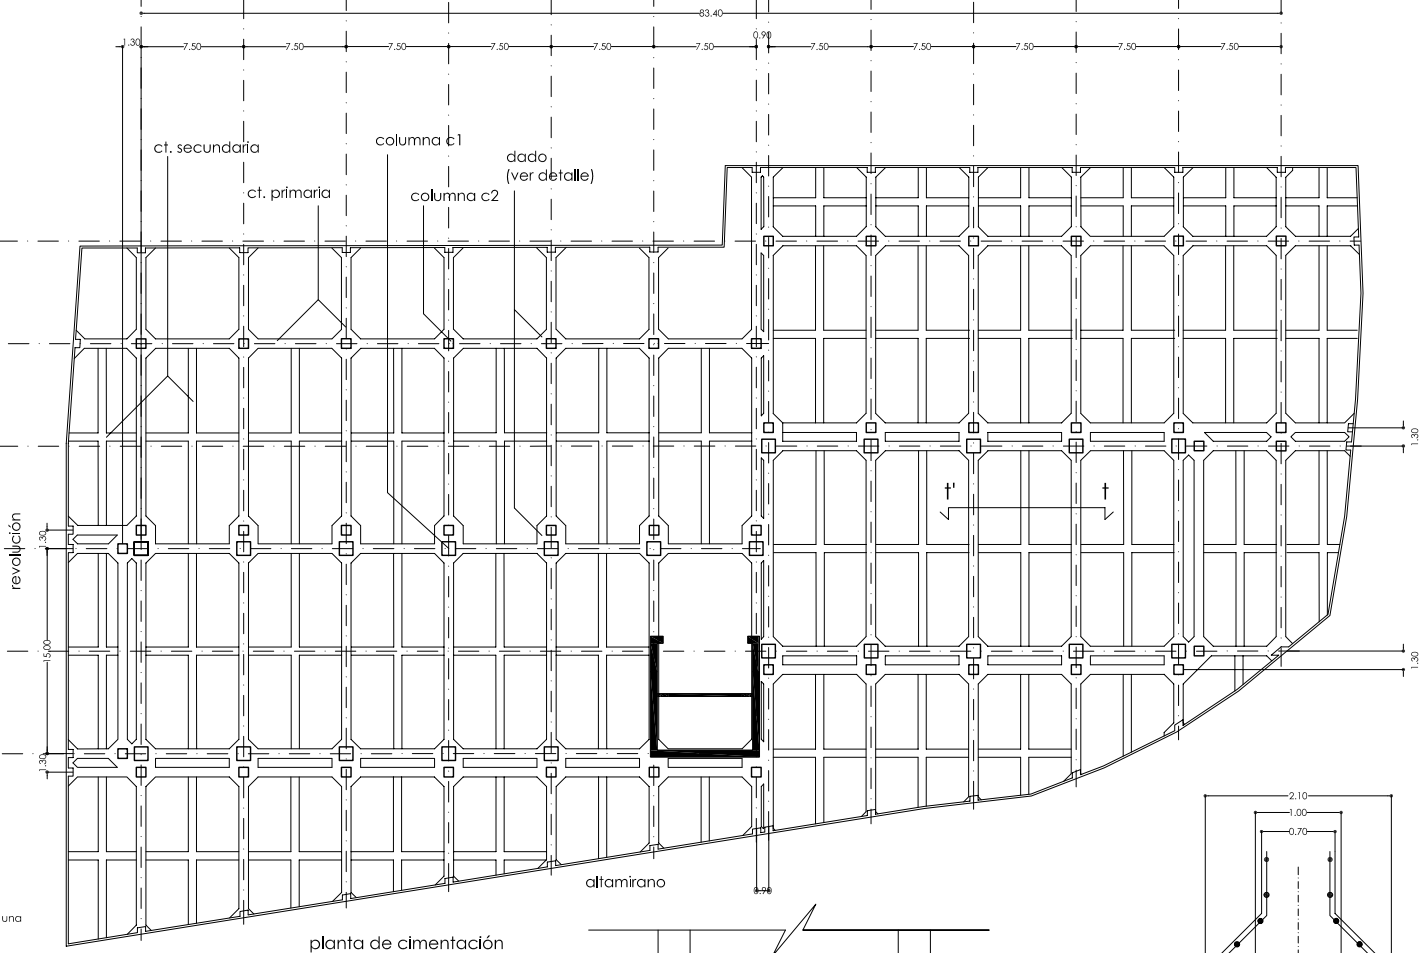 83.40
1.30
7.50
7.50
7.50
7.50
7.50
7.50
0.90
7.50
7.50
7.50
7.50
7.50
columna c1
ct. secundaria
dado
(ver detalle)
ct. primaria
columna c2
1.30
t'
t
revolución
1.30
15.00
1.30
1.30
altamirano
0.90
planta de cimentación
una
2.10
1.00
0.70